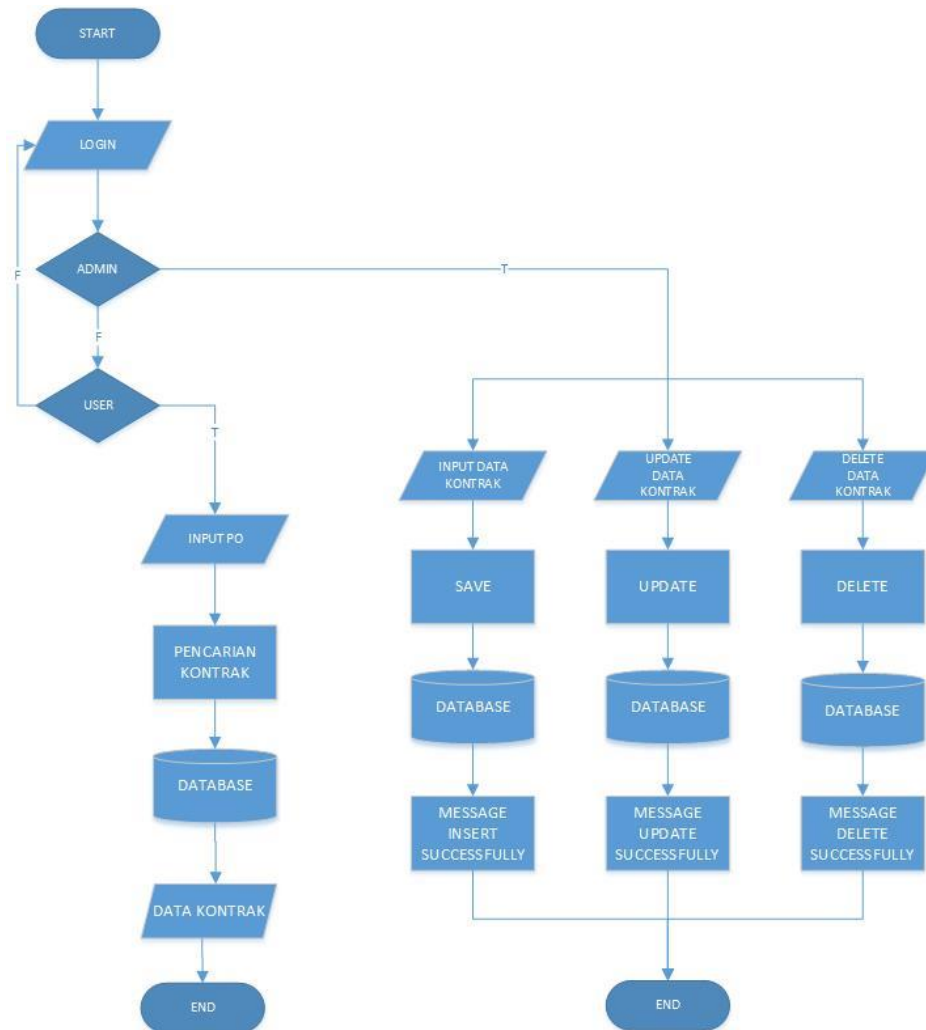 START
LOGIN
ADMIN
T
F
F
USER
T
INPUT PO
PENCARIAN
KONTRAK
DATABASE
DATA KONTRAK
END
INPUT DATA
KONTRAK
SAVE
DATABASE
MESSAGE
INSERT
SUCCESSFULLY
UPDATE
DATA
KONTRAK
UPDATE
DATABASE
MESSAGE
UPDATE
SUCCESSFULLY
DELETE
DATA
KONTRAK
DELETE
DATABASE
MESSAGE
DELETE
SUCCESSFULLY
END